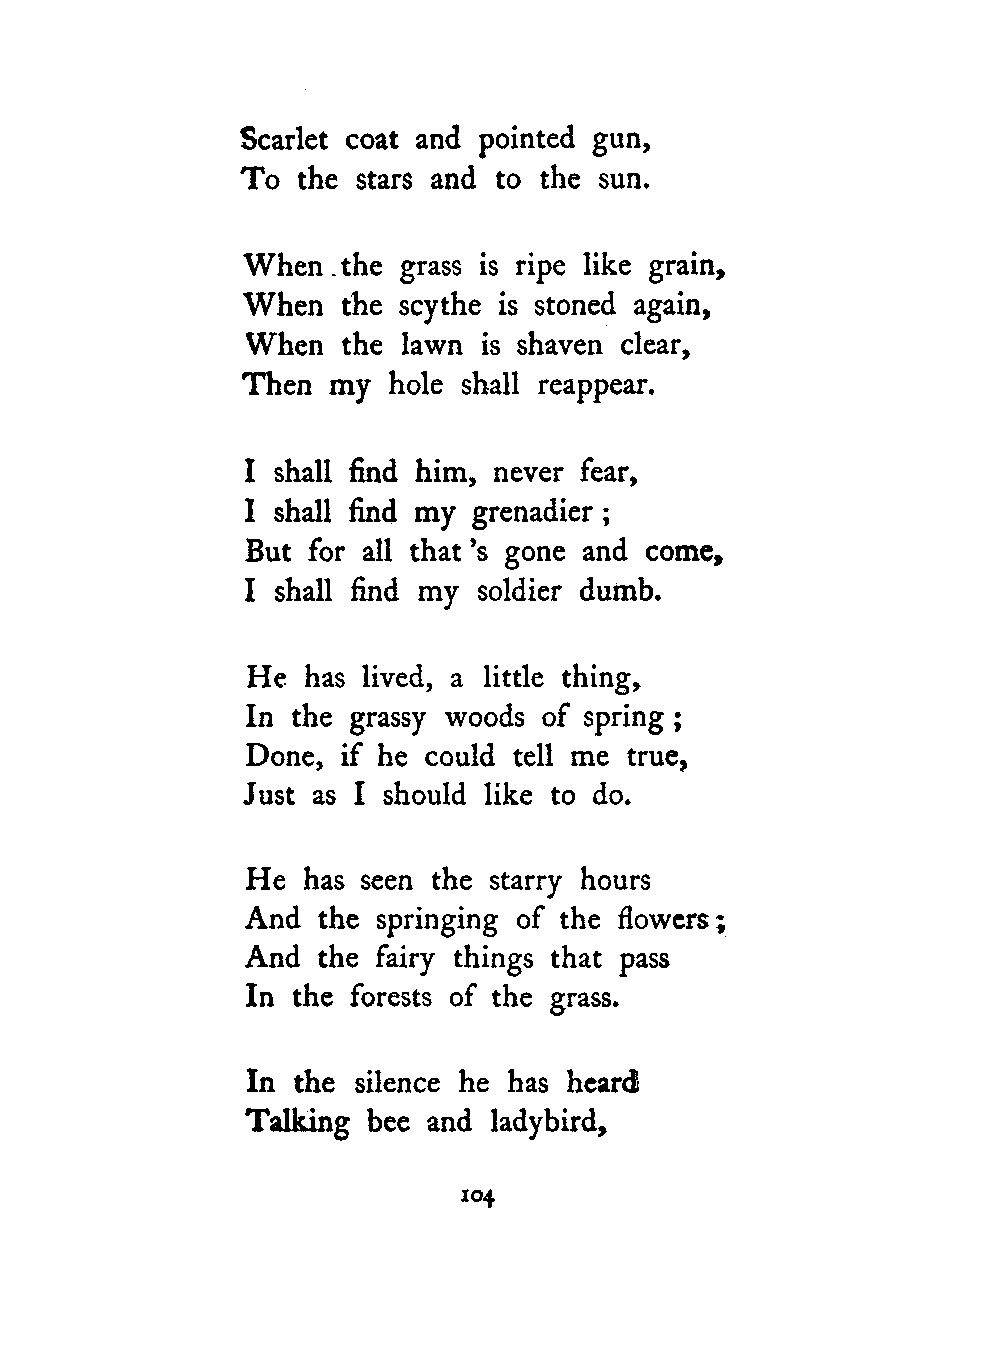 Scarlet coat and pointed gun,
To the stars and to the sun.

When the grass is ripe like grain,
When the scythe is stoned again,
When the lawn is shaven clear,
Then my hole shall reappear.

I shall find him, never fear,
I shall find my grenadier ;
But for all that 's gone and come,
I shall find my soldier dumb.

He has lived, a little thing,
In the grassy woods of spring ;
Done, if he could tell me true,
Just as I should like to do.

He has seen the starry hours
And the springing of the flowers ;
And the fairy things that pass
In the forests of the grass.

In the silence he has heard
Talking bee and ladybird,

104